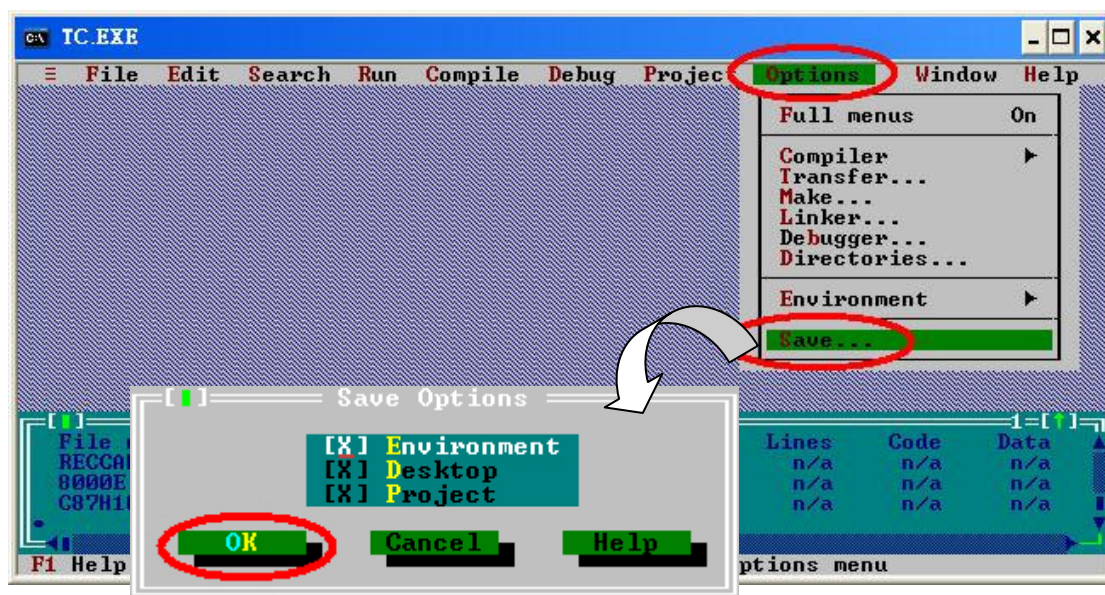 TC.EXE
≡ File Edit Search Run Compile Debug Projec Options Window Help
Full menus On
Compiler
Transfer...
Make...
Linker...
Debugger...
Directories...
Environment
Save...
Save Options
[X] Environment
[X] Desktop
[X] Project
OK Cancel Help
1=[↑]
File Lines Code Data
RECCA n/a n/a n/a
8000E n/a n/a n/a
C87H1 n/a n/a n/a
F1 Help ptions menu